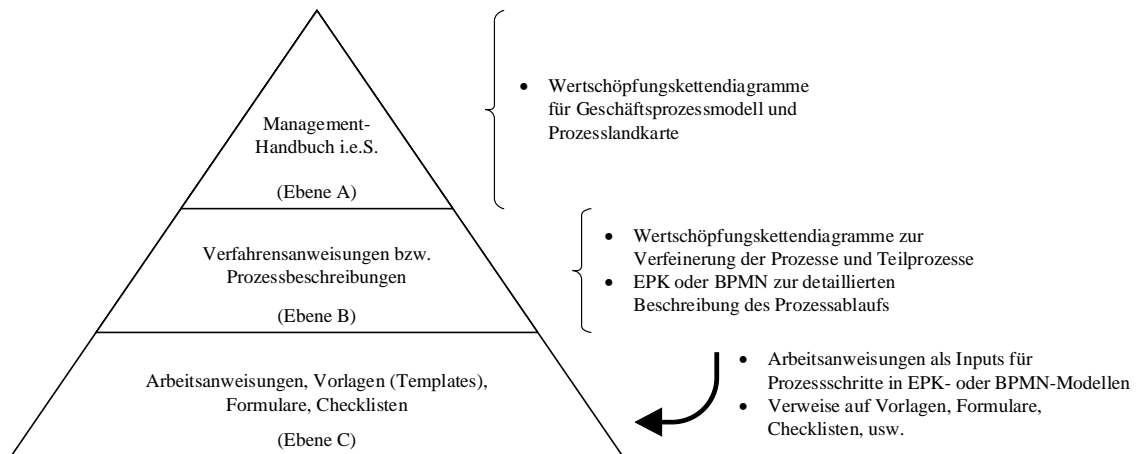 Management-
Handbuch i.e.S.
(Ebene A)
• Wertschöpfungskettendiagramme
für Geschäftsprozessmodell und
Prozesslandkarte
Verfahrensanweisungen bzw.
Prozessbeschreibungen
(Ebene B)
• Wertschöpfungskettendiagramme zur
Verfeinerung der Prozesse und Teilprozesse
• EPK oder BPMN zur detaillierten
Beschreibung des Prozessablaufs
Arbeitsanweisungen, Vorlagen (Templates),
Formulare, Checklisten
(Ebene C)
• Arbeitsanweisungen als Inputs für
Prozessschritte in EPK- oder BPMN-Modellen
• Verweise auf Vorlagen, Formulare,
Checklisten, usw.